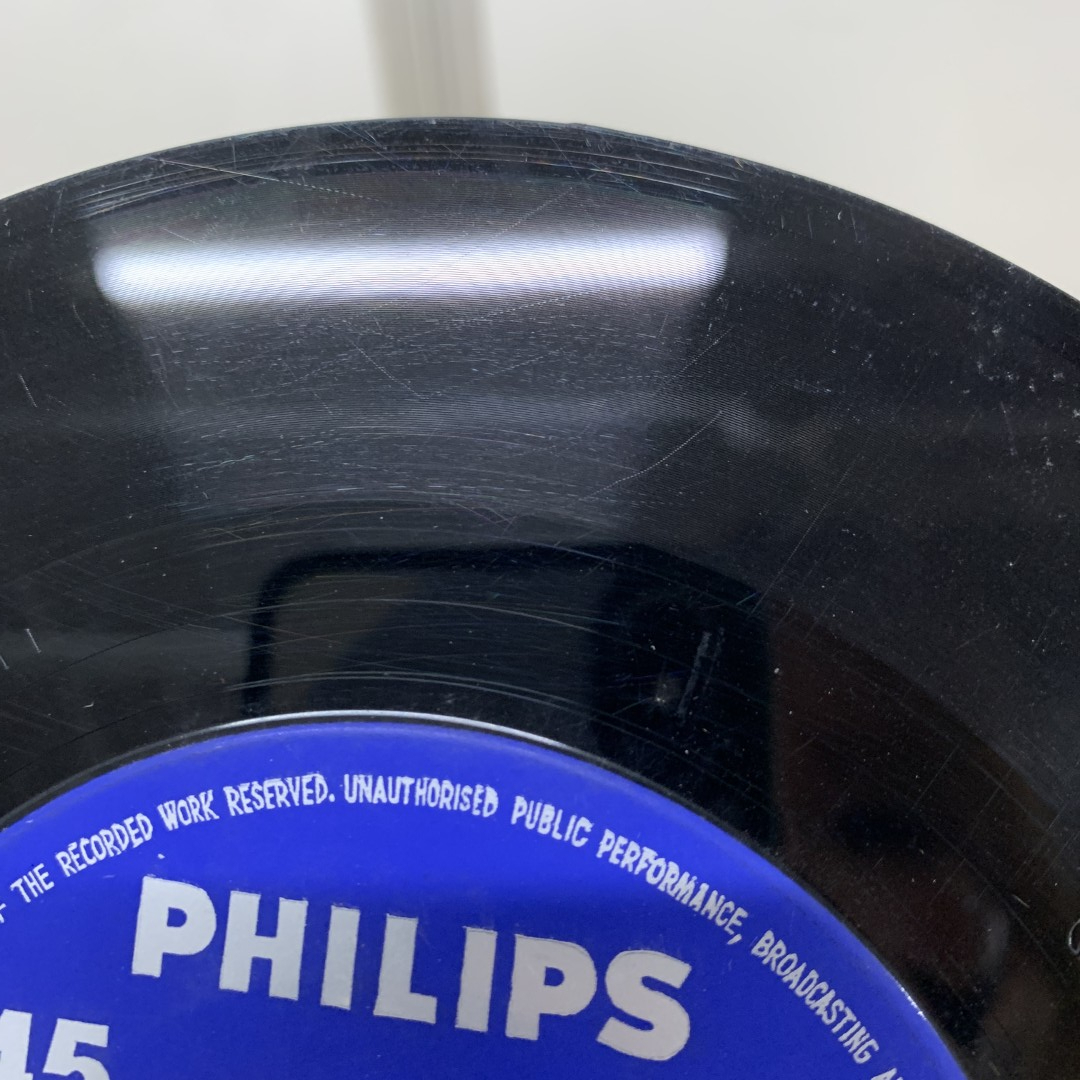 THE RECORDED WORK RESERVED. UNAUTHORISED PUBLIC PERFORMANCE, BROADCASTING
PHILIPS
45